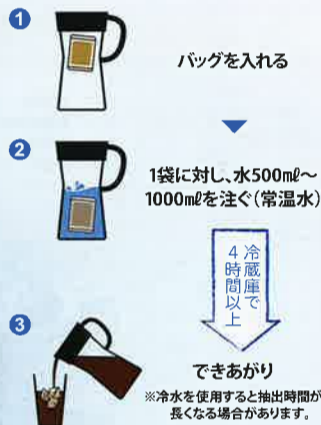 1
バッグを入れる
2
1袋に対し、水500㎖～
1000㎖を注ぐ(常温水)
冷蔵庫で
4時間以上
3
できあがり
※冷水を使用すると抽出時間が
長くなる場合があります。